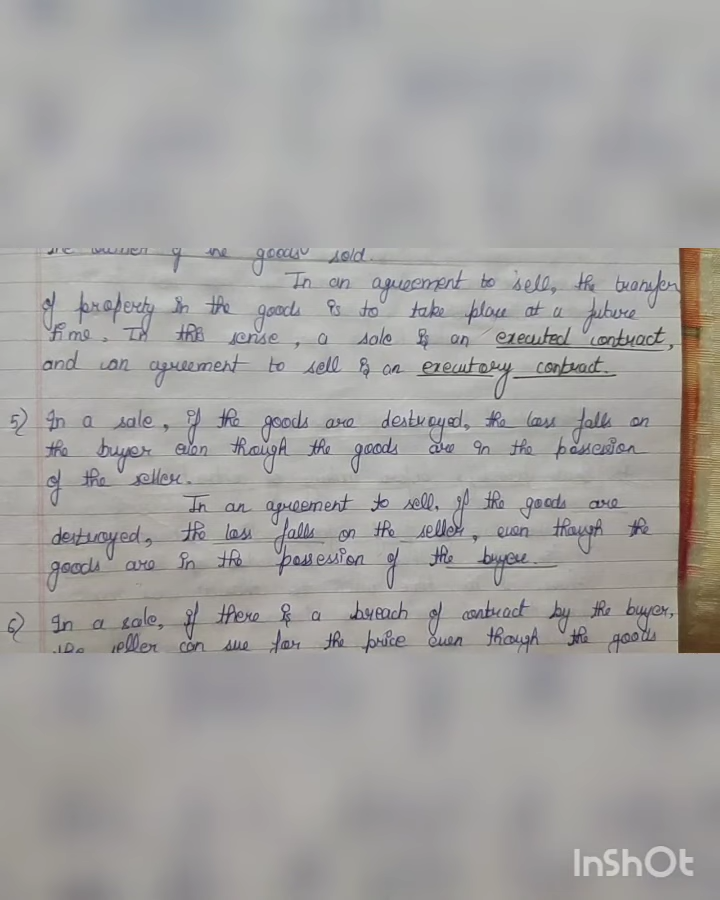 the goods sold.
In an agreement to sell, the transfer
of property in the goods is to take place at a future
time. In this sense, a sale is an executed contract,
and an agreement to sell is an executory contract.
5) In a sale, if the goods are destroyed, the loss falls on
the buyer even though the goods are in the possession
of the seller.
In an agreement to sell, if the goods are
destroyed, the loss falls on the seller, even though the
goods are in the possession of the buyer.
6) In a sale, if there is a breach of contract by the buyer,
the seller can sue for the price even though the goods
InShOt